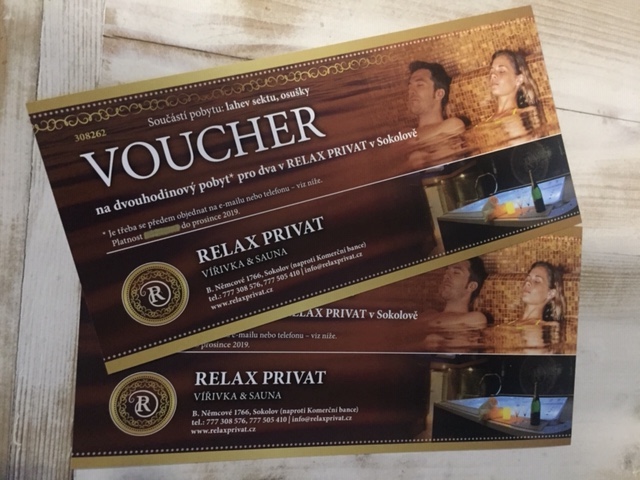 Součástí pobytu: lahev sektu, osušky
308262
VOUCHER
na dvouhodinový pobyt* pro dva v RELAX PRIVAT v Sokolově
* Je třeba se předem objednat na e-mailu nebo telefonu – viz níže.
Platnost do prosince 2019.
R
RELAX PRIVAT
VÍŘIVKA & SAUNA
B. Němcové 1766, Sokolov (naproti Komerční bance)
tel.: 777 308 576, 777 505 410 | info@relaxprivat.cz
www.relaxprivat.cz
RELAX PRIVAT v Sokolově
e-mailu nebo telefonu – viz níže.
prosince 2019.
R
RELAX PRIVAT
VÍŘIVKA & SAUNA
B. Němcové 1766, Sokolov (naproti Komerční bance)
tel.: 777 308 576, 777 505 410 | info@relaxprivat.cz
www.relaxprivat.cz